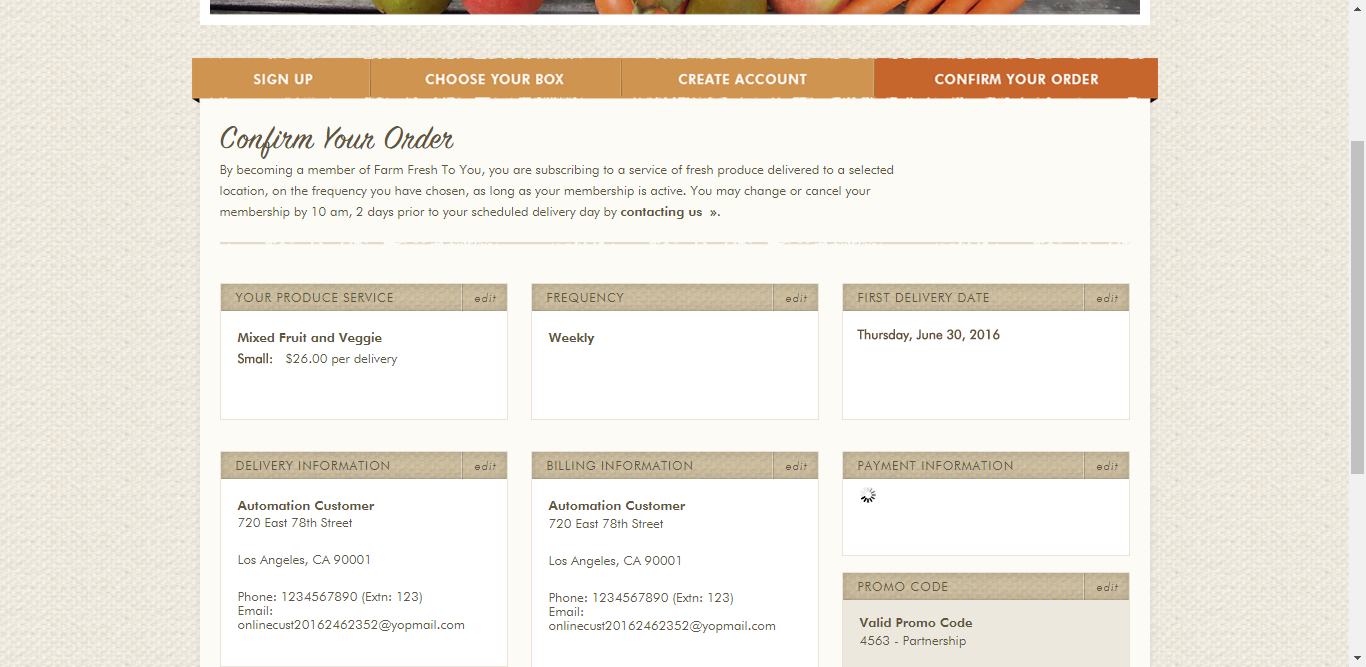 SIGN UP
CHOOSE YOUR BOX
CREATE ACCOUNT
CONFIRM YOUR ORDER
Confirm Your Order
By becoming a member of Farm Fresh To You, you are subscribing to a service of fresh produce delivered to a selected
location, on the frequency you have chosen, as long as your membership is active. You may change or cancel your
membership by 10 am, 2 days prior to your scheduled delivery day by contacting us ».
YOUR PRODUCE SERVICE
edit
Mixed Fruit and Veggie
Small: $26.00 per delivery
FREQUENCY
edit
Weekly
FIRST DELIVERY DATE
edit
Thursday, June 30, 2016
DELIVERY INFORMATION
edit
Automation Customer
720 East 78th Street
Los Angeles, CA 90001
Phone: 1234567890 (Extn: 123)
Email:
onlinecust20162462352@yopmail.com
BILLING INFORMATION
edit
Automation Customer
720 East 78th Street
Los Angeles, CA 90001
Phone: 1234567890 (Extn: 123)
Email:
onlinecust20162462352@yopmail.com
PAYMENT INFORMATION
edit
PROMO CODE
edit
Valid Promo Code
4563 - Partnership